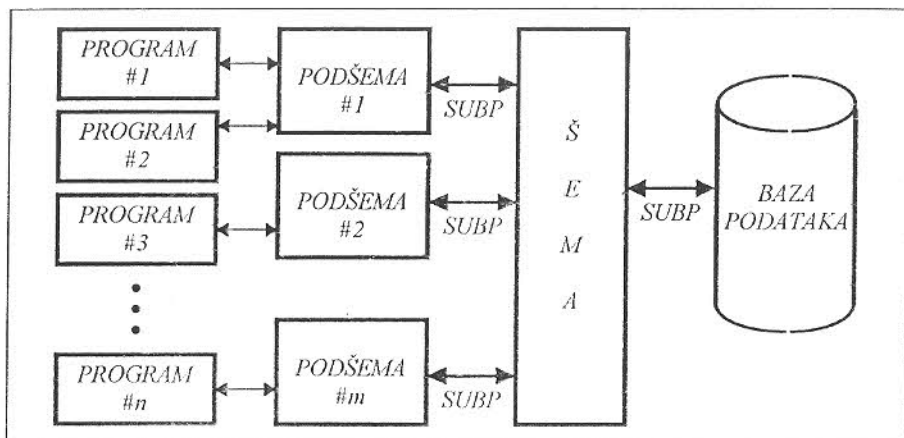 PROGRAM
#1
PROGRAM
#2
PROGRAM
#3
PROGRAM
#n
PODŠEMA
#1
PODŠEMA
#2
PODŠEMA
#m
SUBP
SUBP
SUBP
Š
E
M
A
SUBP
BAZA
PODATAKA